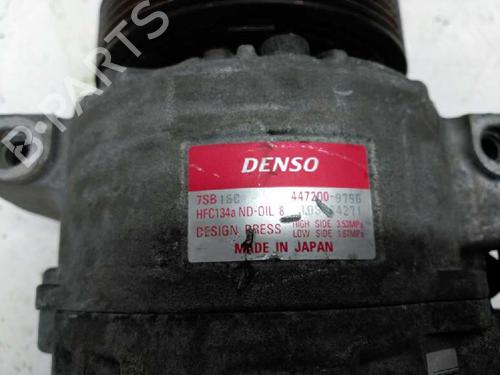 B-PARTS
DENSO
7SB16C 447200-9796
HFC134a ND-OIL 8
DESIGN PRESS HIGH SIDE 3.53MPa
LOW SIDE 1.67MPa
MADE IN JAPAN